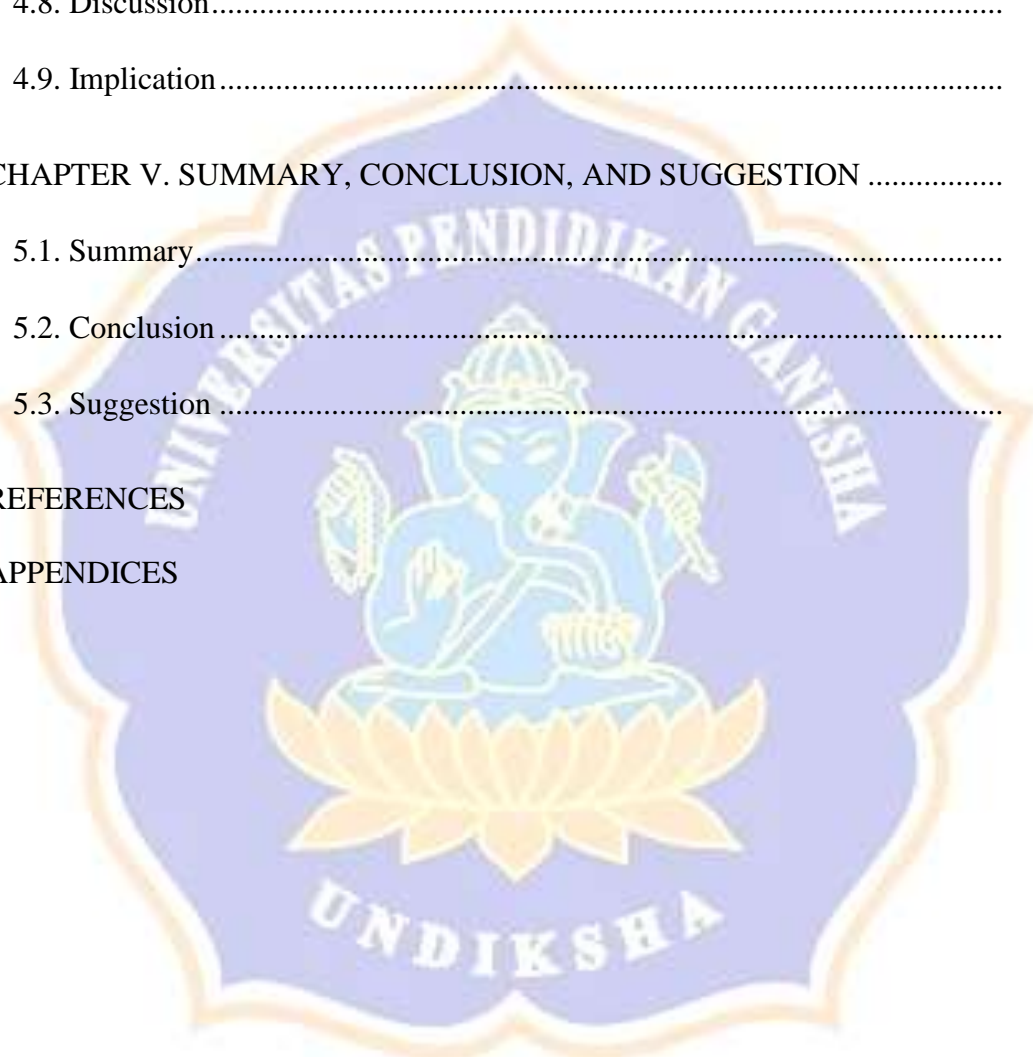 4.8. Discussion....................................................................................................
4.9. Implication..................................................................................................
CHAPTER V. SUMMARY, CONCLUSION, AND SUGGESTION .................
5.1. Summary.....................................................................................................
5.2. Conclusion..................................................................................................
5.3. Suggestion ..................................................................................................
REFERENCES
APPENDICES
UNIVERSITAS PENDIDIKAN GANESHA
UNDIKSHA